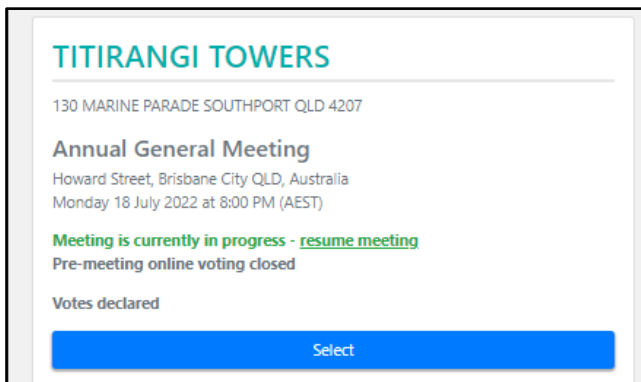 TITIRANGI TOWERS
130 MARINE PARADE SOUTHPORT QLD 4207
Annual General Meeting
Howard Street, Brisbane City QLD, Australia
Monday 18 July 2022 at 8:00 PM (AEST)
Meeting is currently in progress - resume meeting
Pre-meeting online voting closed
Votes declared
Select